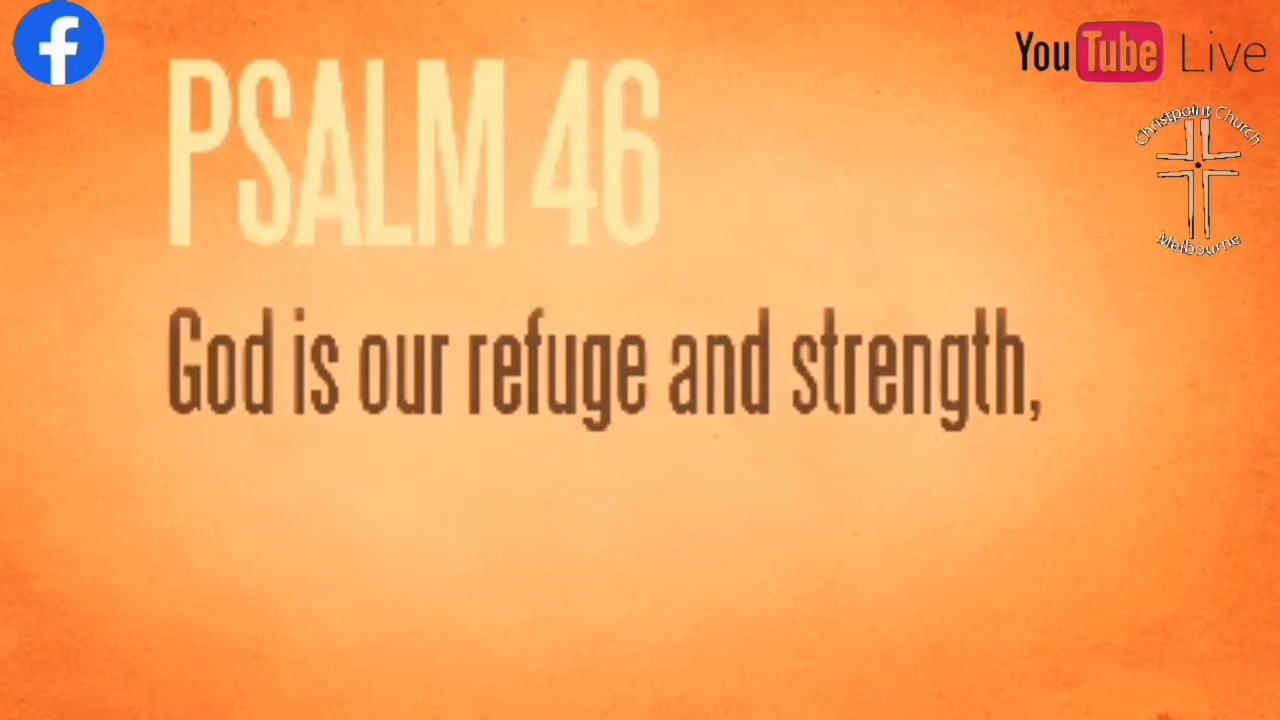 YouTube Live
Christpoint Church
Melbourne
PSALM 46
God is our refuge and strength,